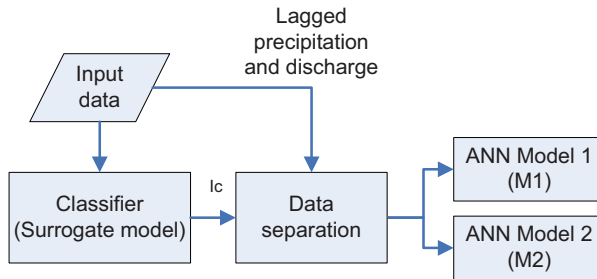 Lagged
precipitation
and discharge
Input
data
Classifier
(Surrogate model)
Ic
Data
separation
ANN Model 1
(M1)
ANN Model 2
(M2)